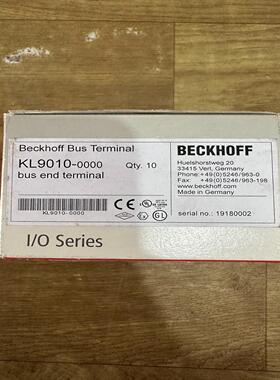 Beckhoff Bus Terminal
KL9010-0000 Qty. 10
bus end terminal
BECKHOFF
Huelshorstweg 20
33415 Verl, Germany
Phone:+49(0)5246/963-0
Fax: +49(0)5246/963-198
www.beckhoff.com
Made in Germany
KL9010-0000
serial no.: 19180002
I/O Series